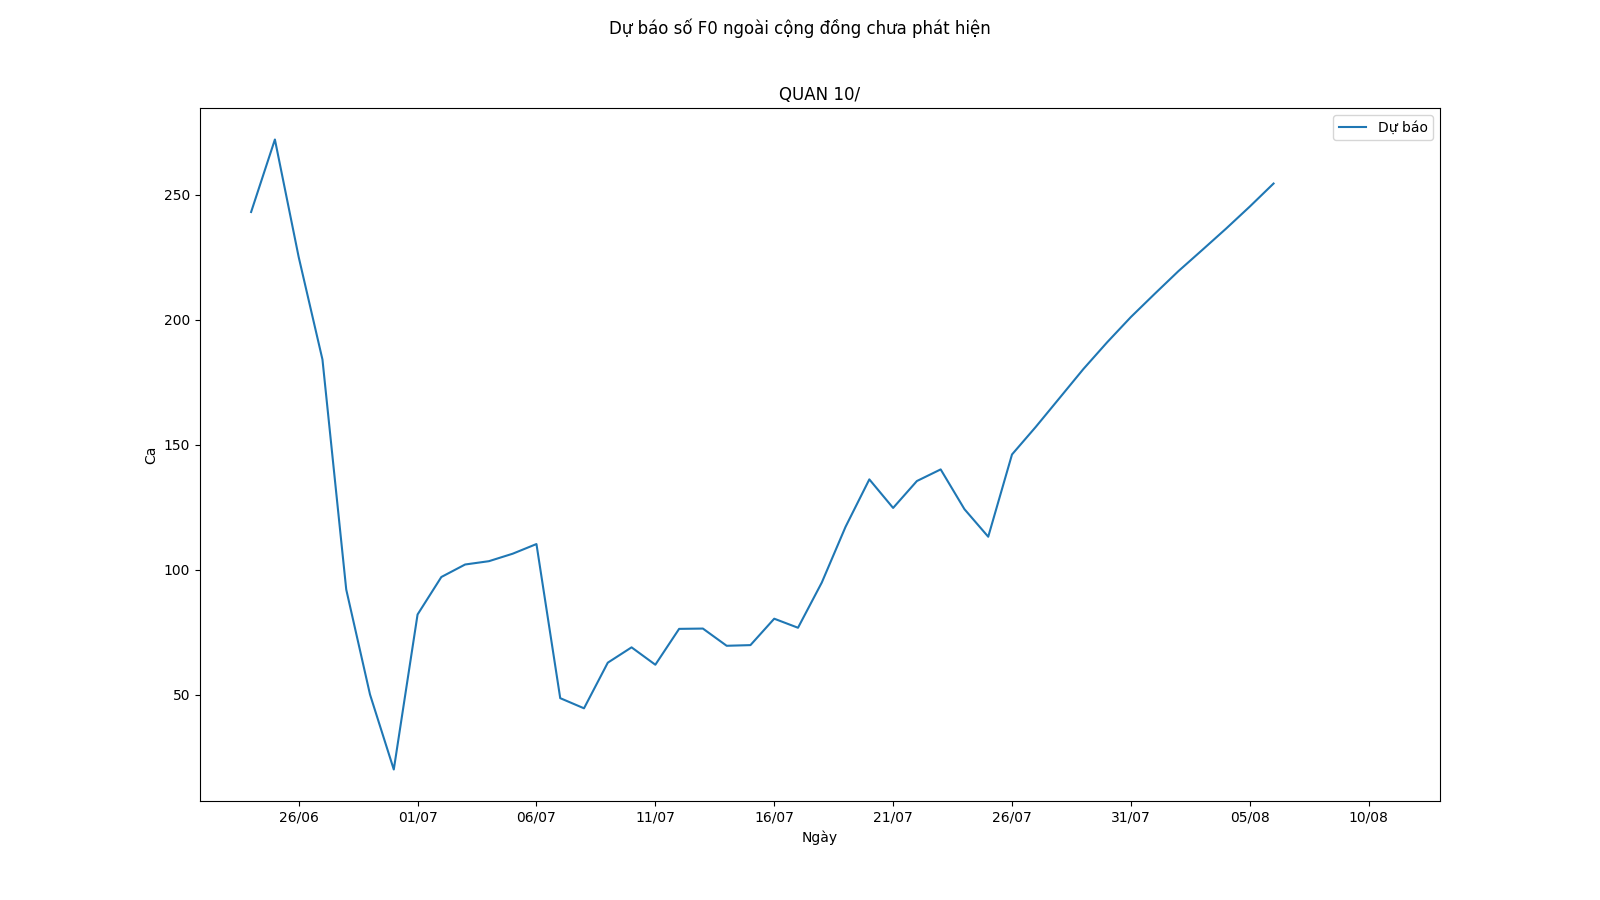 Dự báo số F0 ngoài cộng đồng chưa phát hiện
QUAN 10/
Dự báo
250
200
150
100
50
Ca
26/06 01/07 06/07 11/07 16/07 21/07 26/07 31/07 05/08 10/08
Ngày